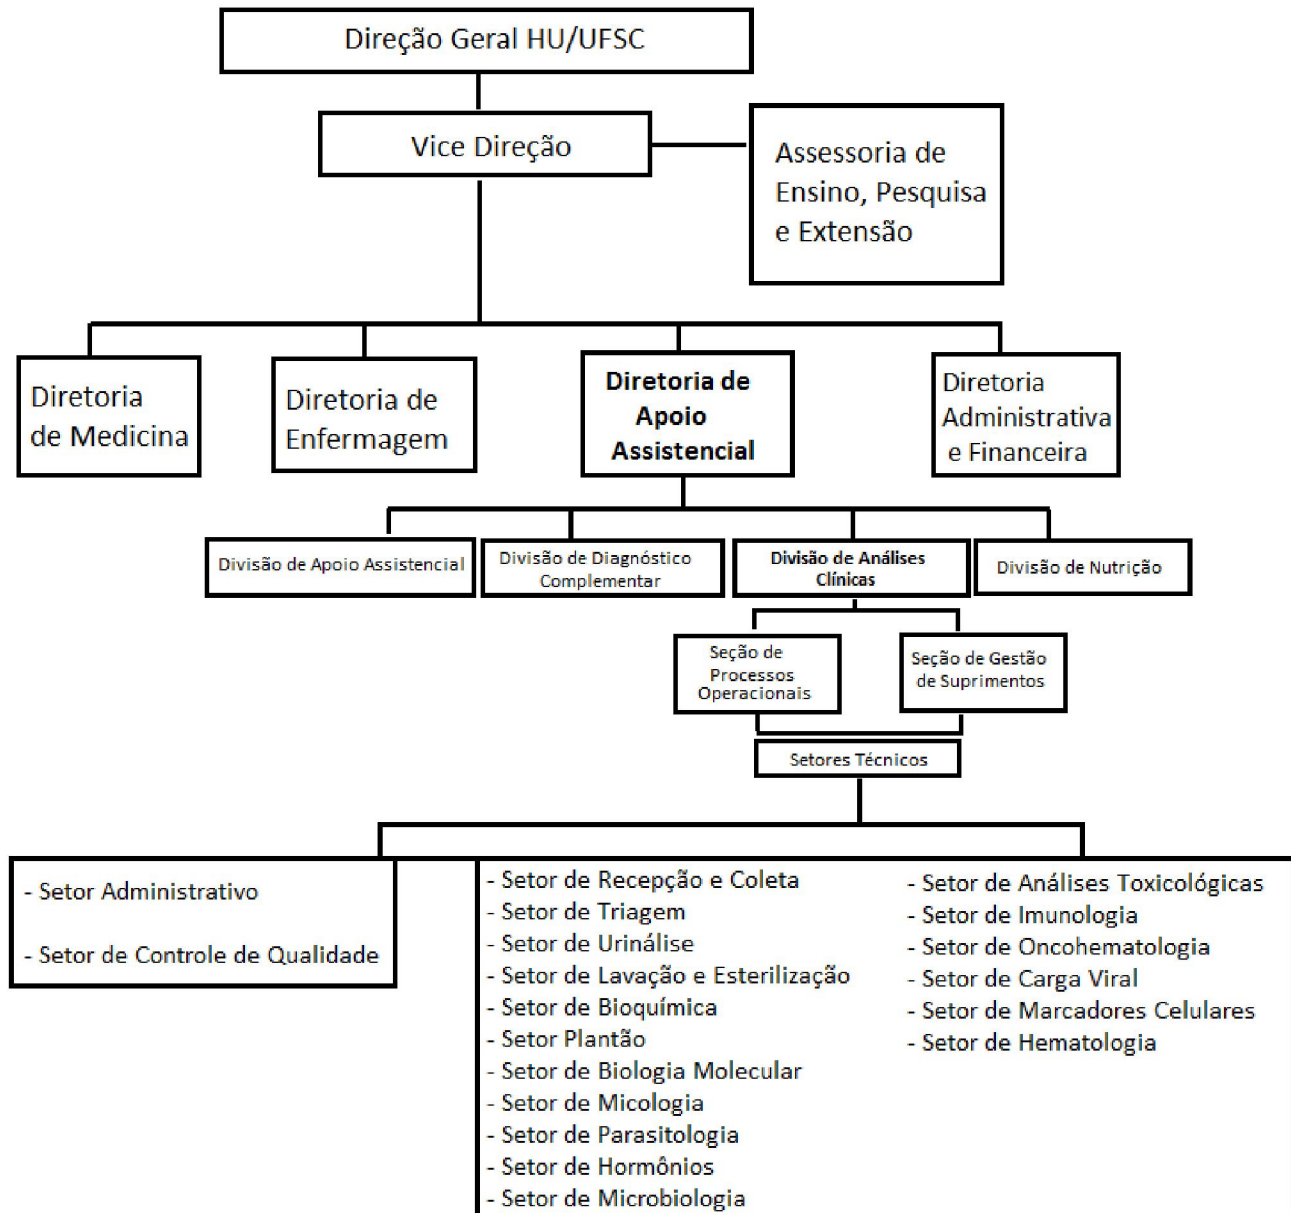 Direção Geral HU/UFSC
Vice Direção
Assessoria de
Ensino, Pesquisa
e Extensão
Diretoria
de Medicina
Diretoria de
Enfermagem
Diretoria de
Apoio
Assistencial
Diretoria
Administrativa
e Financeira
Divisão de Apoio Assistencial
Divisão de Diagnóstico
Complementar
Divisão de Análises
Clínicas
Divisão de Nutrição
Seção de
Processos
Operacionais
Seção de Gestão
de Suprimentos
Setores Técnicos
- Setor Administrativo
- Setor de Controle de Qualidade
- Setor de Recepção e Coleta
- Setor de Triagem
- Setor de Urinálise
- Setor de Lavação e Esterilização
- Setor de Bioquímica
- Setor Plantão
- Setor de Biologia Molecular
- Setor de Micologia
- Setor de Parasitologia
- Setor de Hormônios
- Setor de Microbiologia
- Setor de Análises Toxicológicas
- Setor de Imunologia
- Setor de Oncohematologia
- Setor de Carga Viral
- Setor de Marcadores Celulares
- Setor de Hematologia